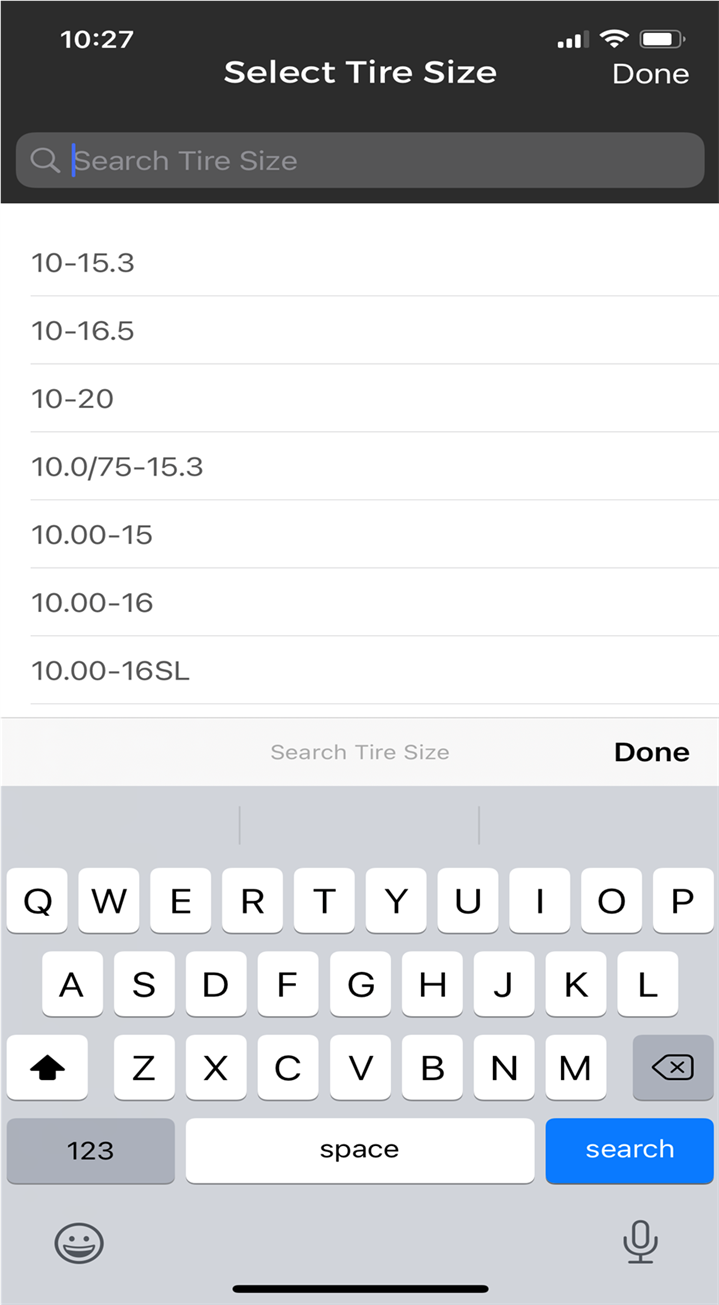 10:27
Select Tire Size
Done
Search Tire Size
10-15.3
10-16.5
10-20
10.0/75-15.3
10.00-15
10.00-16
10.00-16SL
Search Tire Size Done
Q W E R T Y U I O P
A S D F G H J K L
Z X C V B N M
123 space search